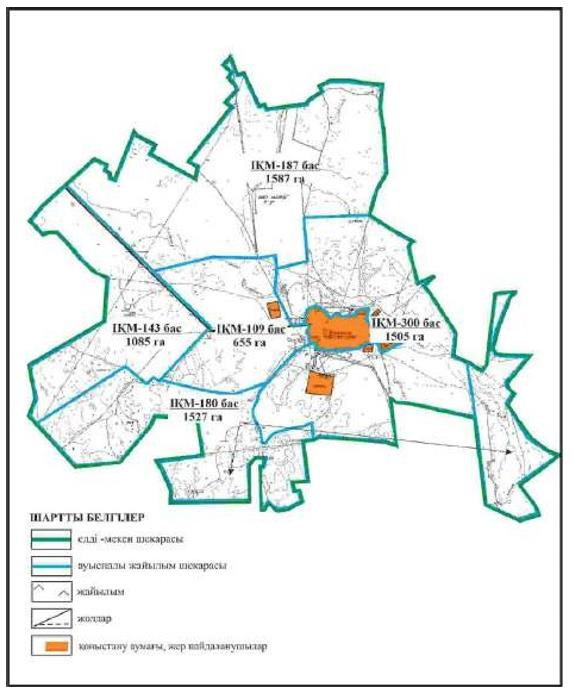 ІҚМ-187 бас
1587 га
ІҚМ-143 бас
1085 га
ІҚМ-109 бас
655 га
ІҚМ-300 бас
1505 га
ІҚМ-180 бас
1527 га
ШАРТТЫ БЕЛГІЛЕР
елді -мекен шекарасы
ауыспалы жайылым шекарасы
жайылым
жолдар
қоныстану аумағы, жер пайдаланушылар